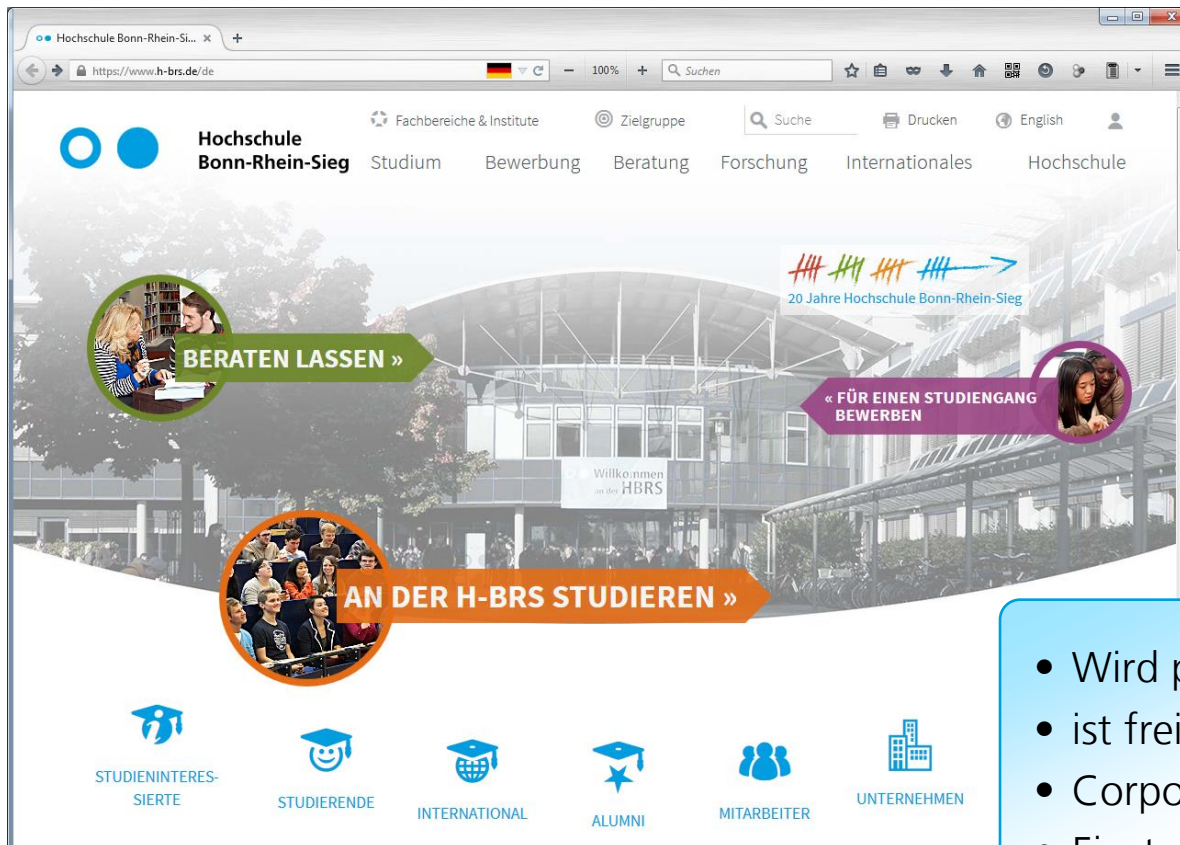 Hochschule Bonn-Rhein-Si...
https://www.h-brs.de/de
100%
Suchen
Fachbereiche & Institute
Zielgruppe
Suche
Drucken
English
Hochschule
Bonn-Rhein-Sieg
Studium
Bewerbung
Beratung
Forschung
Internationales
Hochschule
20 Jahre Hochschule Bonn-Rhein-Sieg
BERATEN LASSEN »
« FÜR EINEN STUDIENGANG
BEWERBEN
Willkommen
an der HBRS
AN DER H-BRS STUDIEREN »
STUDIENINTERES-
SIERTE
STUDIERENDE
INTERNATIONAL
ALUMNI
MITARBEITER
UNTERNEHMEN
• Wird
• ist frei
• Corpo